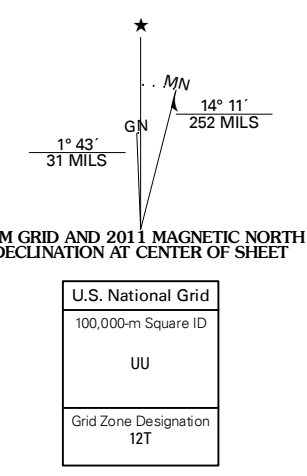 MN
GN
14° 11´
252 MILS
1° 43´
31 MILS
M GRID AND 2011 MAGNETIC NORTH
DECLINATION AT CENTER OF SHEET
U.S. National Grid
100,000-m Square ID
UU
Grid Zone Designation
12T